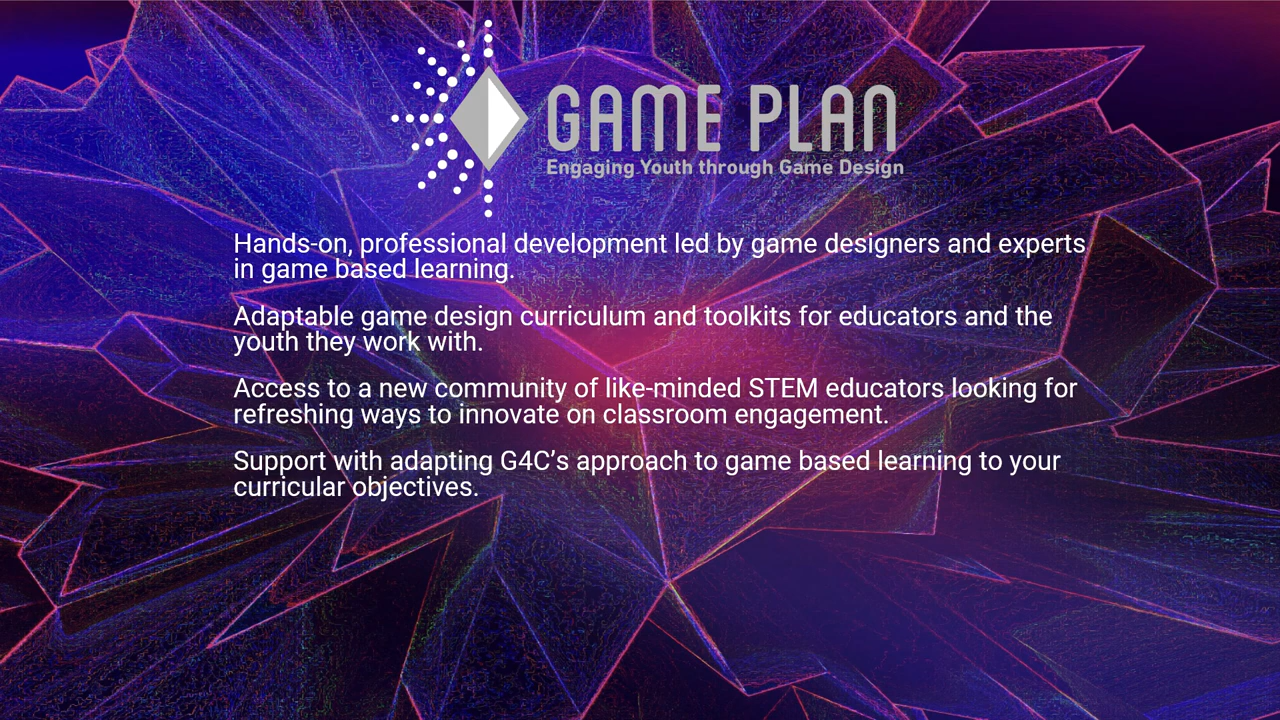 GAME PLAN
Engaging Youth through Game Design
Hands-on, professional development led by game designers and experts
in game based learning.
Adaptable game design curriculum and toolkits for educators and the
youth they work with.
Access to a new community of like-minded STEM educators looking for
refreshing ways to innovate on classroom engagement.
Support with adapting G4C’s approach to game based learning to your
curricular objectives.